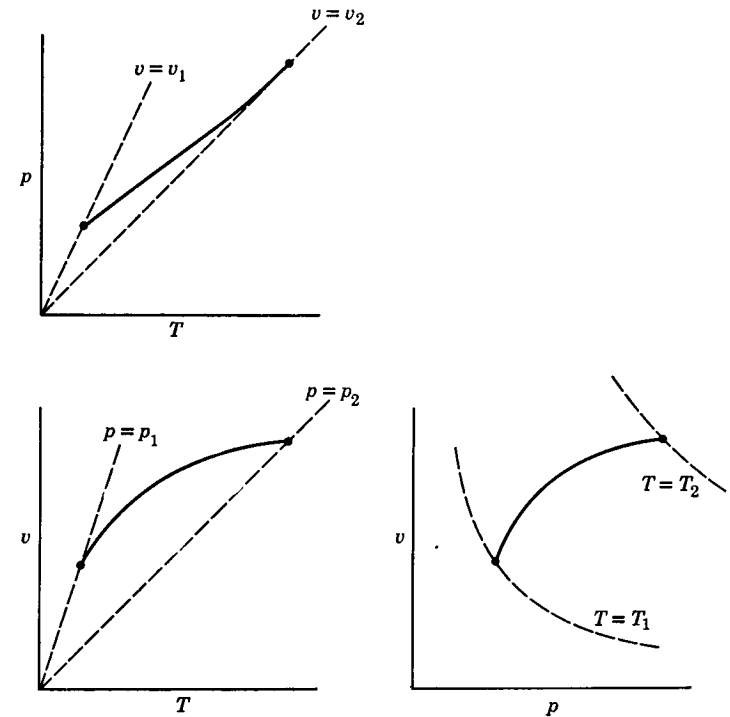 v = v₂
v = v₁
p
T
p = p₂
p = p₁
v
T
T = T₂
v
T = T₁
p